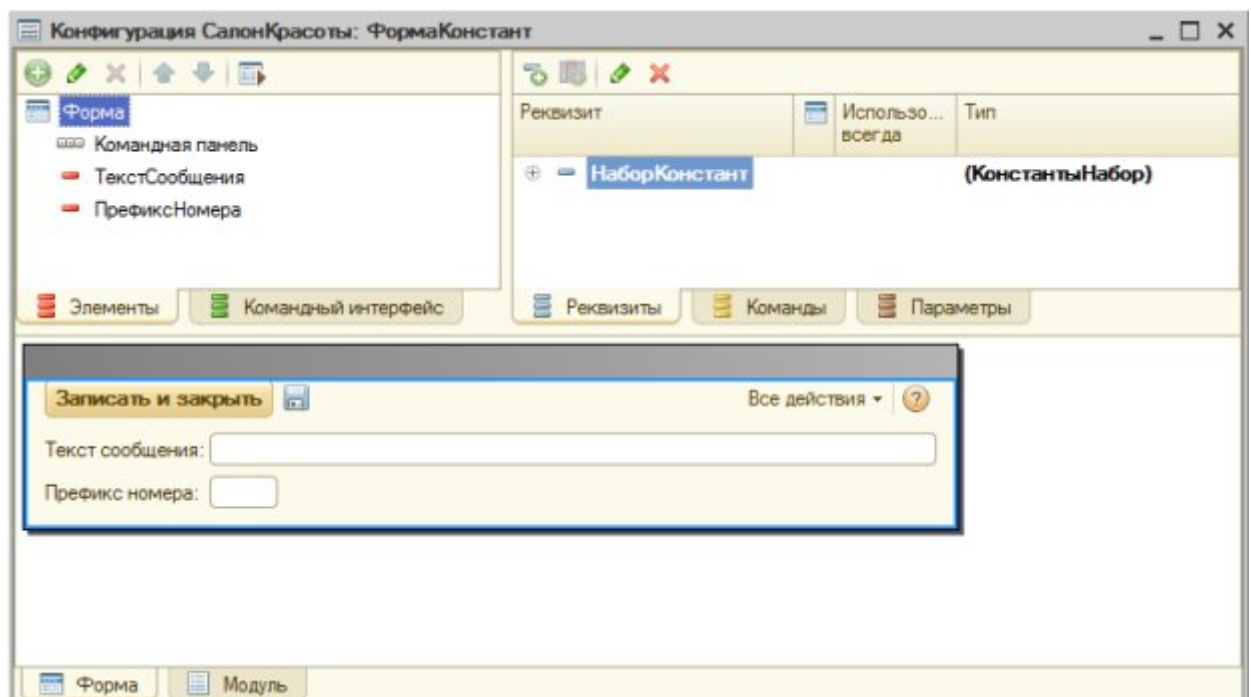 Конфигурация СалонКрасоты: ФормаКонстант
Форма
Командная панель
ТекстСообщения
ПрефиксНомера
Элементы
Командный интерфейс
Реквизит
Использо...
всегда
Тип
НаборКонстант
(КонстантыНабор)
Реквизиты
Команды
Параметры
Записать и закрыть
Все действия
Текст сообщения:
Префикс номера:
Форма
Модуль